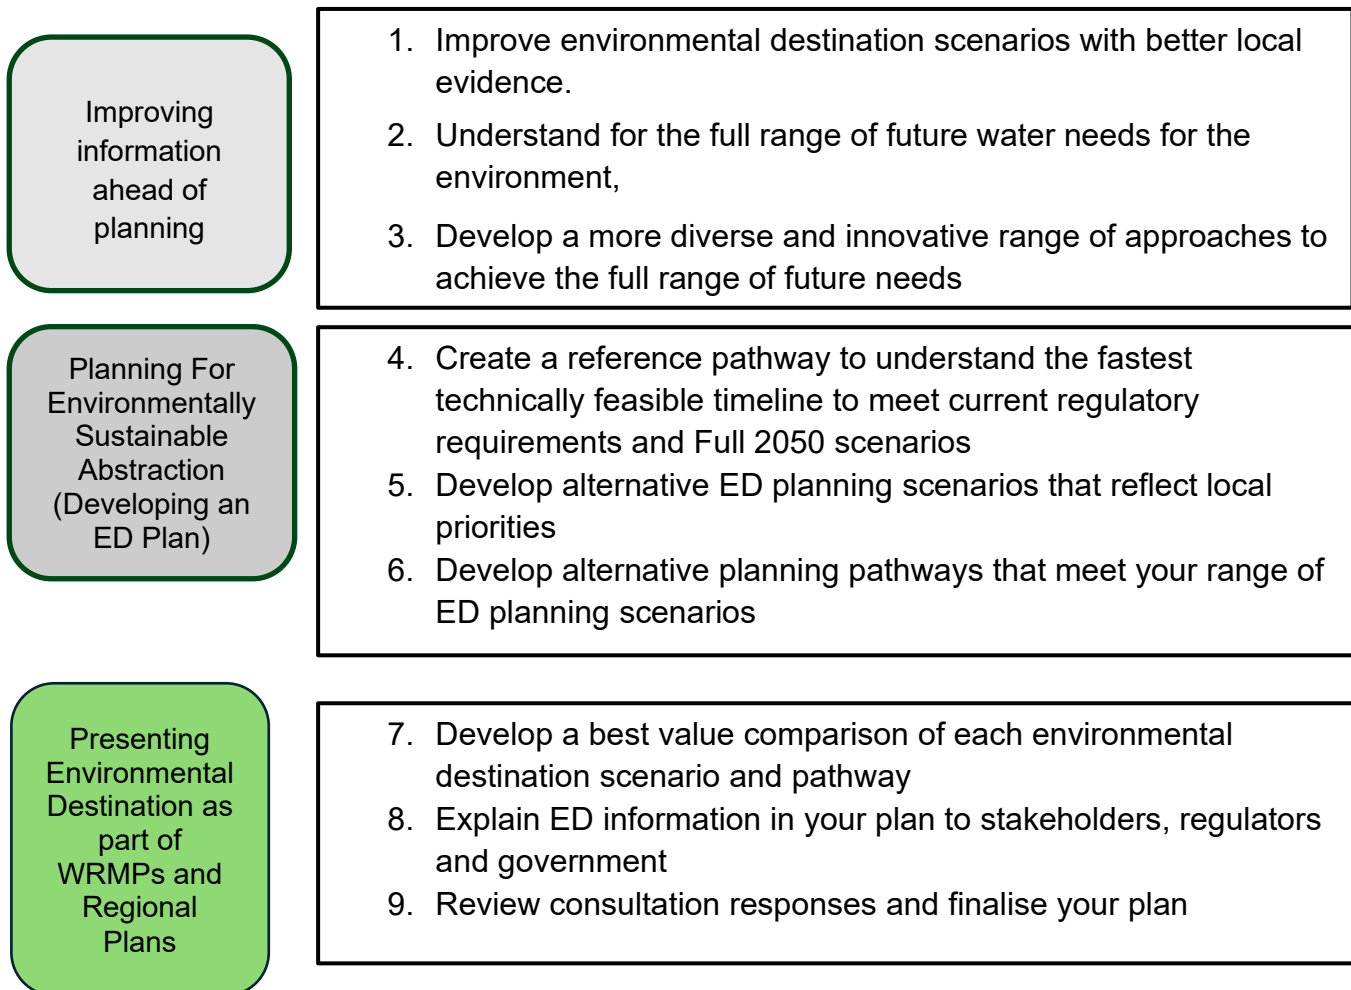 Improving
information
ahead of
planning
1. Improve environmental destination scenarios with better local
evidence.
2. Understand for the full range of future water needs for the
environment,
3. Develop a more diverse and innovative range of approaches to
achieve the full range of future needs
Planning For
Environmentally
Sustainable
Abstraction
(Developing an
ED Plan)
4. Create a reference pathway to understand the fastest
technically feasible timeline to meet current regulatory
requirements and Full 2050 scenarios
5. Develop alternative ED planning scenarios that reflect local
priorities
6. Develop alternative planning pathways that meet your range of
ED planning scenarios
Presenting
Environmental
Destination as
part of
WRMPs and
Regional
Plans
7. Develop a best value comparison of each environmental
destination scenario and pathway
8. Explain ED information in your plan to stakeholders, regulators
and government
9. Review consultation responses and finalise your plan